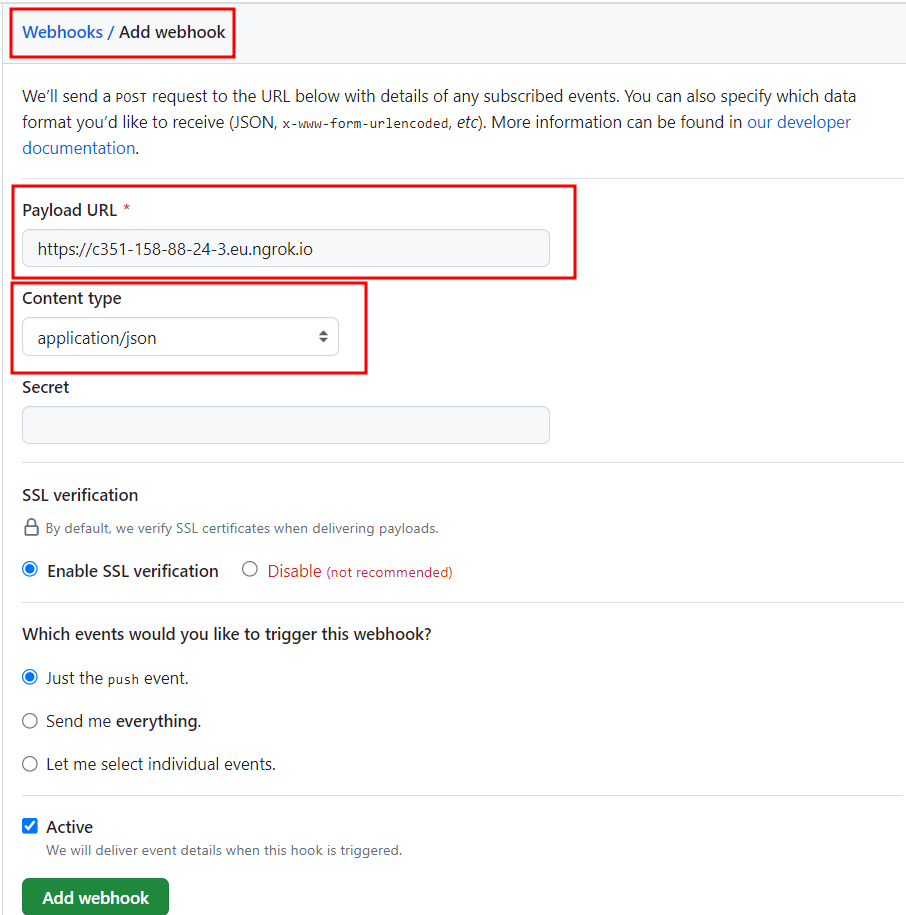 Webhooks / Add webhook
We’ll send a POST request to the URL below with details of any subscribed events. You can also specify which data
format you’d like to receive (JSON, x-www-form-urlencoded, etc). More information can be found in our developer
documentation.
Payload URL *
https://c351-158-88-24-3.eu.ngrok.io
Content type
application/json
Secret
SSL verification
By default, we verify SSL certificates when delivering payloads.
Enable SSL verification Disable (not recommended)
Which events would you like to trigger this webhook?
Just the push event.
Send me everything.
Let me select individual events.
Active
We will deliver event details when this hook is triggered.
Add webhook